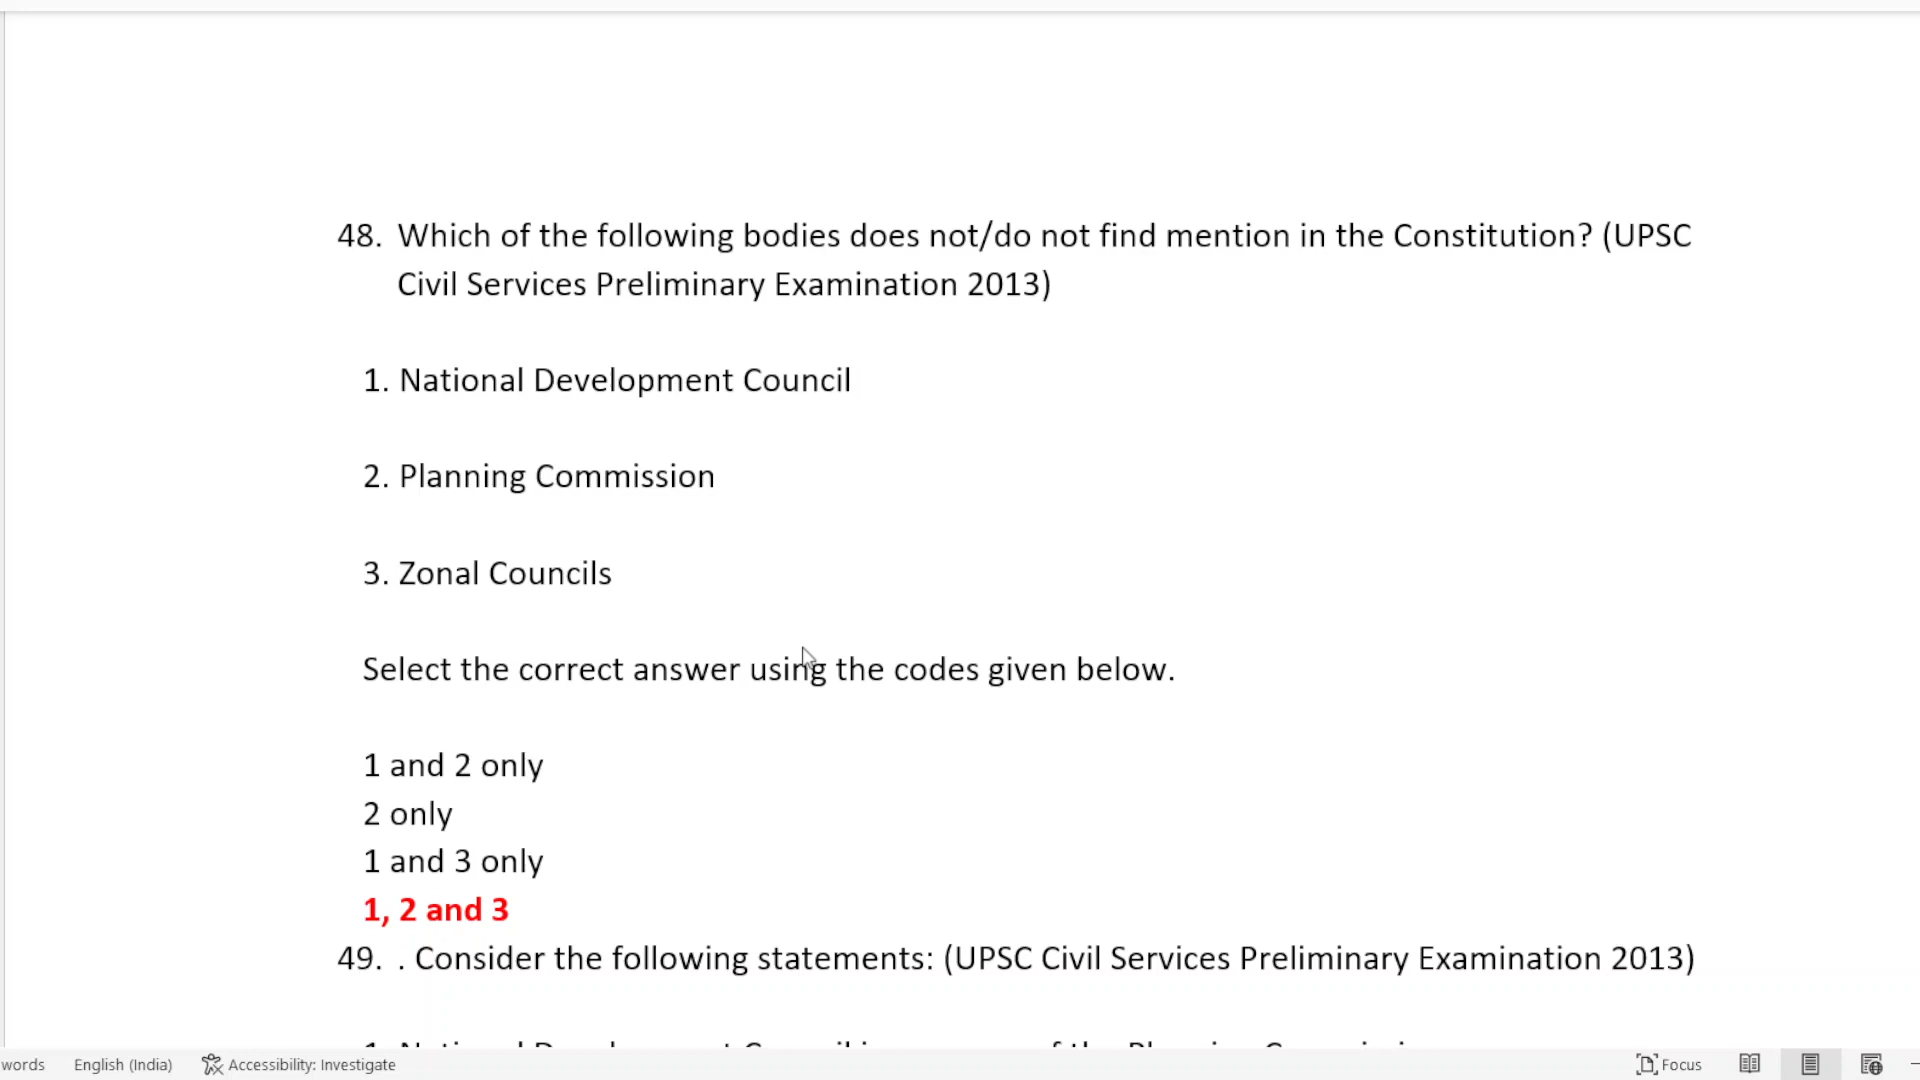 48. Which of the following bodies does not/do not find mention in the Constitution? (UPSC
Civil Services Preliminary Examination 2013)
1. National Development Council
2. Planning Commission
3. Zonal Councils
Select the correct answer using the codes given below.
1 and 2 only
2 only
1 and 3 only
1, 2 and 3
49. . Consider the following statements: (UPSC Civil Services Preliminary Examination 2013)
words English (India) Accessibility: Investigate Focus